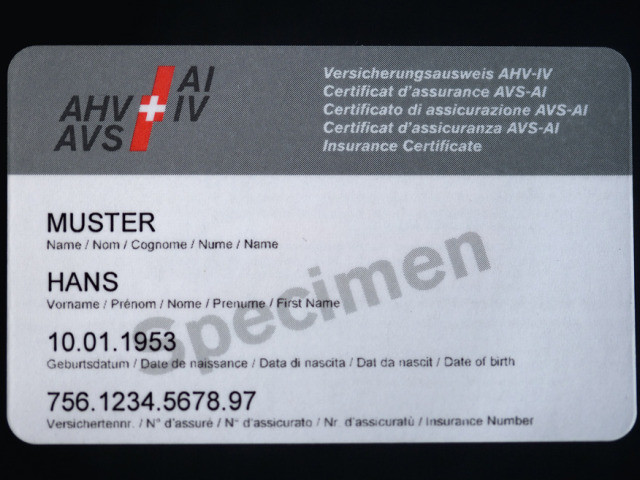 AHV AI
AVS IV
Versicherungsausweis AHV-IV
Certificat d'assurance AVS-AI
Certificato di assicurazione AVS-AI
Certificat d'assicuranza AVS-AI
Insurance Certificate
MUSTER
Name / Nom / Cognome / Nume / Name
HANS
Vorname / Prénom / Nome / Prenume / First Name
Specimen
10.01.1953
Geburtsdatum / Date de naissance / Data di nascita / Dat da nascit / Date of birth
756.1234.5678.97
Versichertennr. / N° d'assuré / N° d'assicurato / Nr. d'assicuratù / Insurance Number